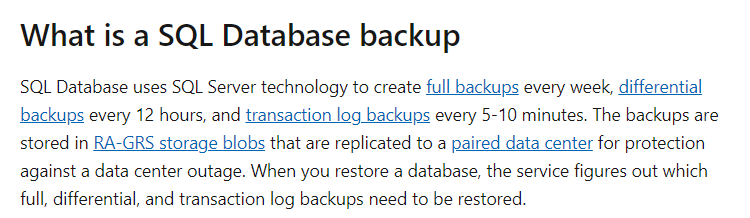 What is a SQL Database backup
SQL Database uses SQL Server technology to create full backups every week, differential
backups every 12 hours, and transaction log backups every 5-10 minutes. The backups are
stored in RA-GRS storage blobs that are replicated to a paired data center for protection
against a data center outage. When you restore a database, the service figures out which
full, differential, and transaction log backups need to be restored.